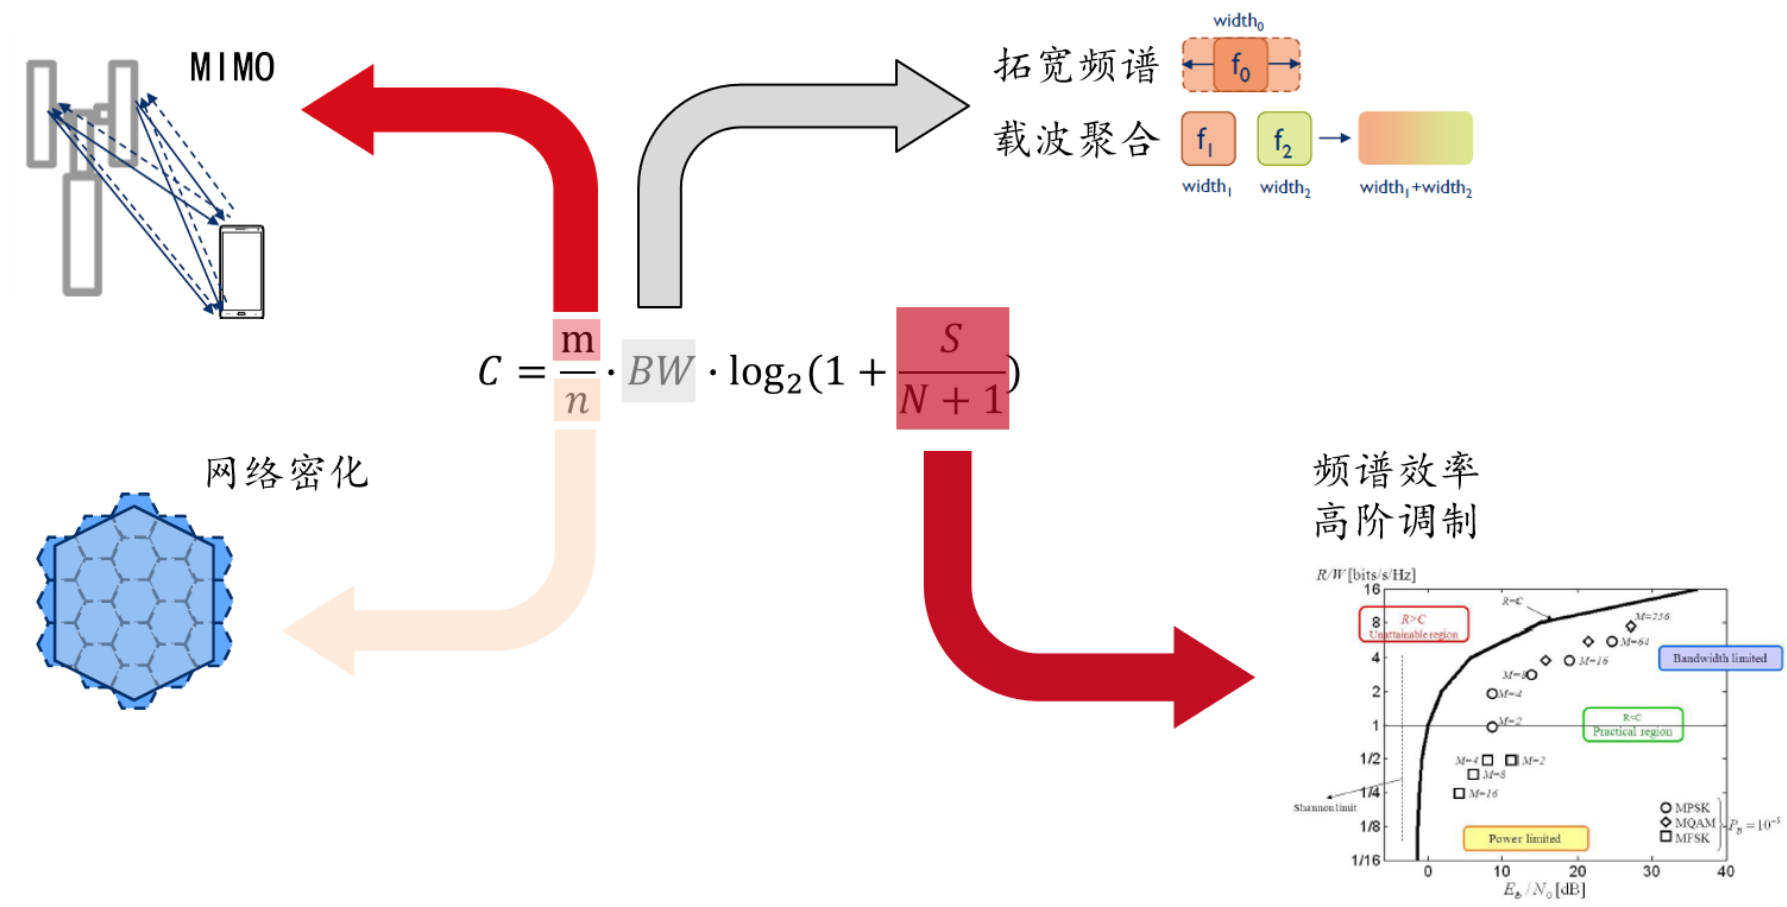 MIMO
拓宽频谱
载波聚合
width₀
f₀
f₁
f₂
width₁
width₂
width₁+width₂
C = m/n · BW · log₂(1 + S/(N + 1))
网络密化
频谱效率
高阶调制
R/W [bits/s/Hz]
16
8
4
2
1
1/2
1/4
1/8
1/16
R>C
Unattainable region
R=C
M=256
M=64
M=16
M=8
M=4
M=2
Bandwidth limited
R<C
Practical region
M=4
M=2
M=8
M=16
Shannon limit
Power limited
MPSK
MQAM
MFSK
P_B = 10⁻⁵
0
10
20
30
40
E_b / N₀ [dB]